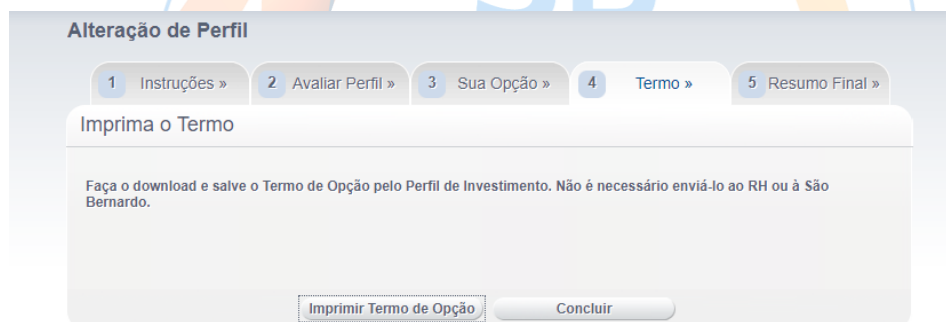 SB
Alteração de Perfil
1 Instruções » 2 Avaliar Perfil » 3 Sua Opção » 4 Termo » 5 Resumo Final »
Imprima o Termo
Faça o download e salve o Termo de Opção pelo Perfil de Investimento. Não é necessário enviá-lo ao RH ou à São
Bernardo.
Imprimir Termo de Opção Concluir